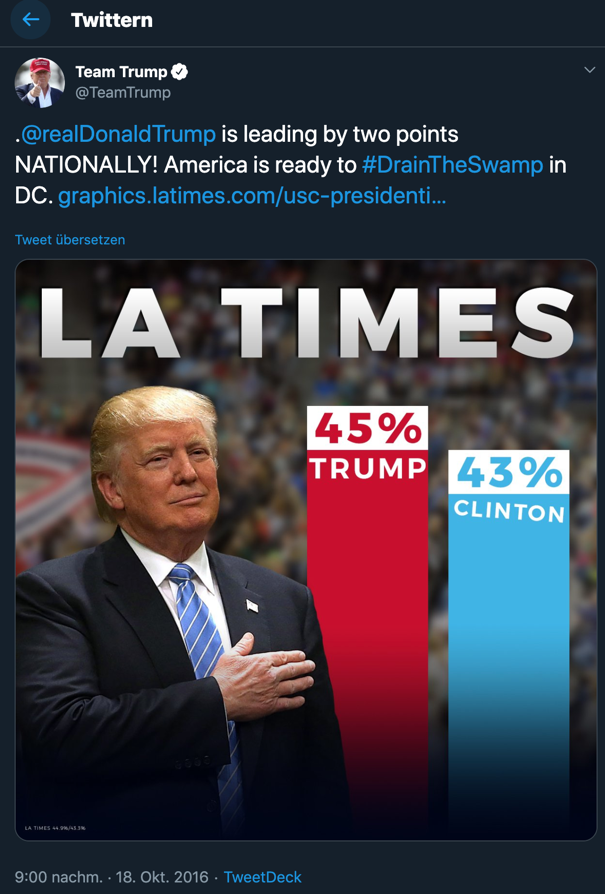 Twittern
Team Trump
@TeamTrump
.@realDonaldTrump is leading by two points
NATIONALLY! America is ready to #DrainTheSwamp in
DC. graphics.latimes.com/usc-presidenti...
Tweet übersetzen
LA TIMES
45%
TRUMP
43%
CLINTON
LA TIMES 44.9%/43.3%
9:00 nachm. · 18. Okt. 2016 · TweetDeck